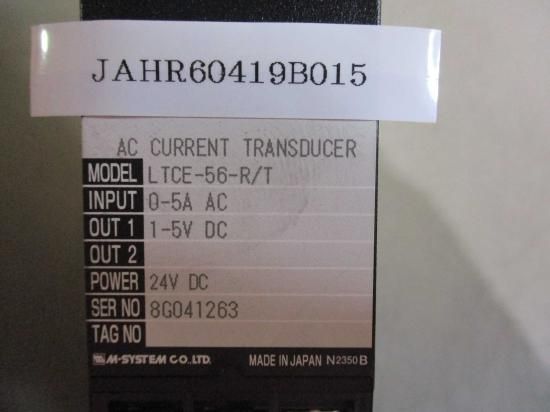 JAHR60419B015
AC CURRENT TRANSDUCER
MODEL LTCE-56-R/T
INPUT 0-5A AC
OUT 1 1-5V DC
OUT 2
POWER 24V DC
SER NO 8G041263
TAG NO
M-SYSTEM CO.,LTD. MADE IN JAPAN N2350 B